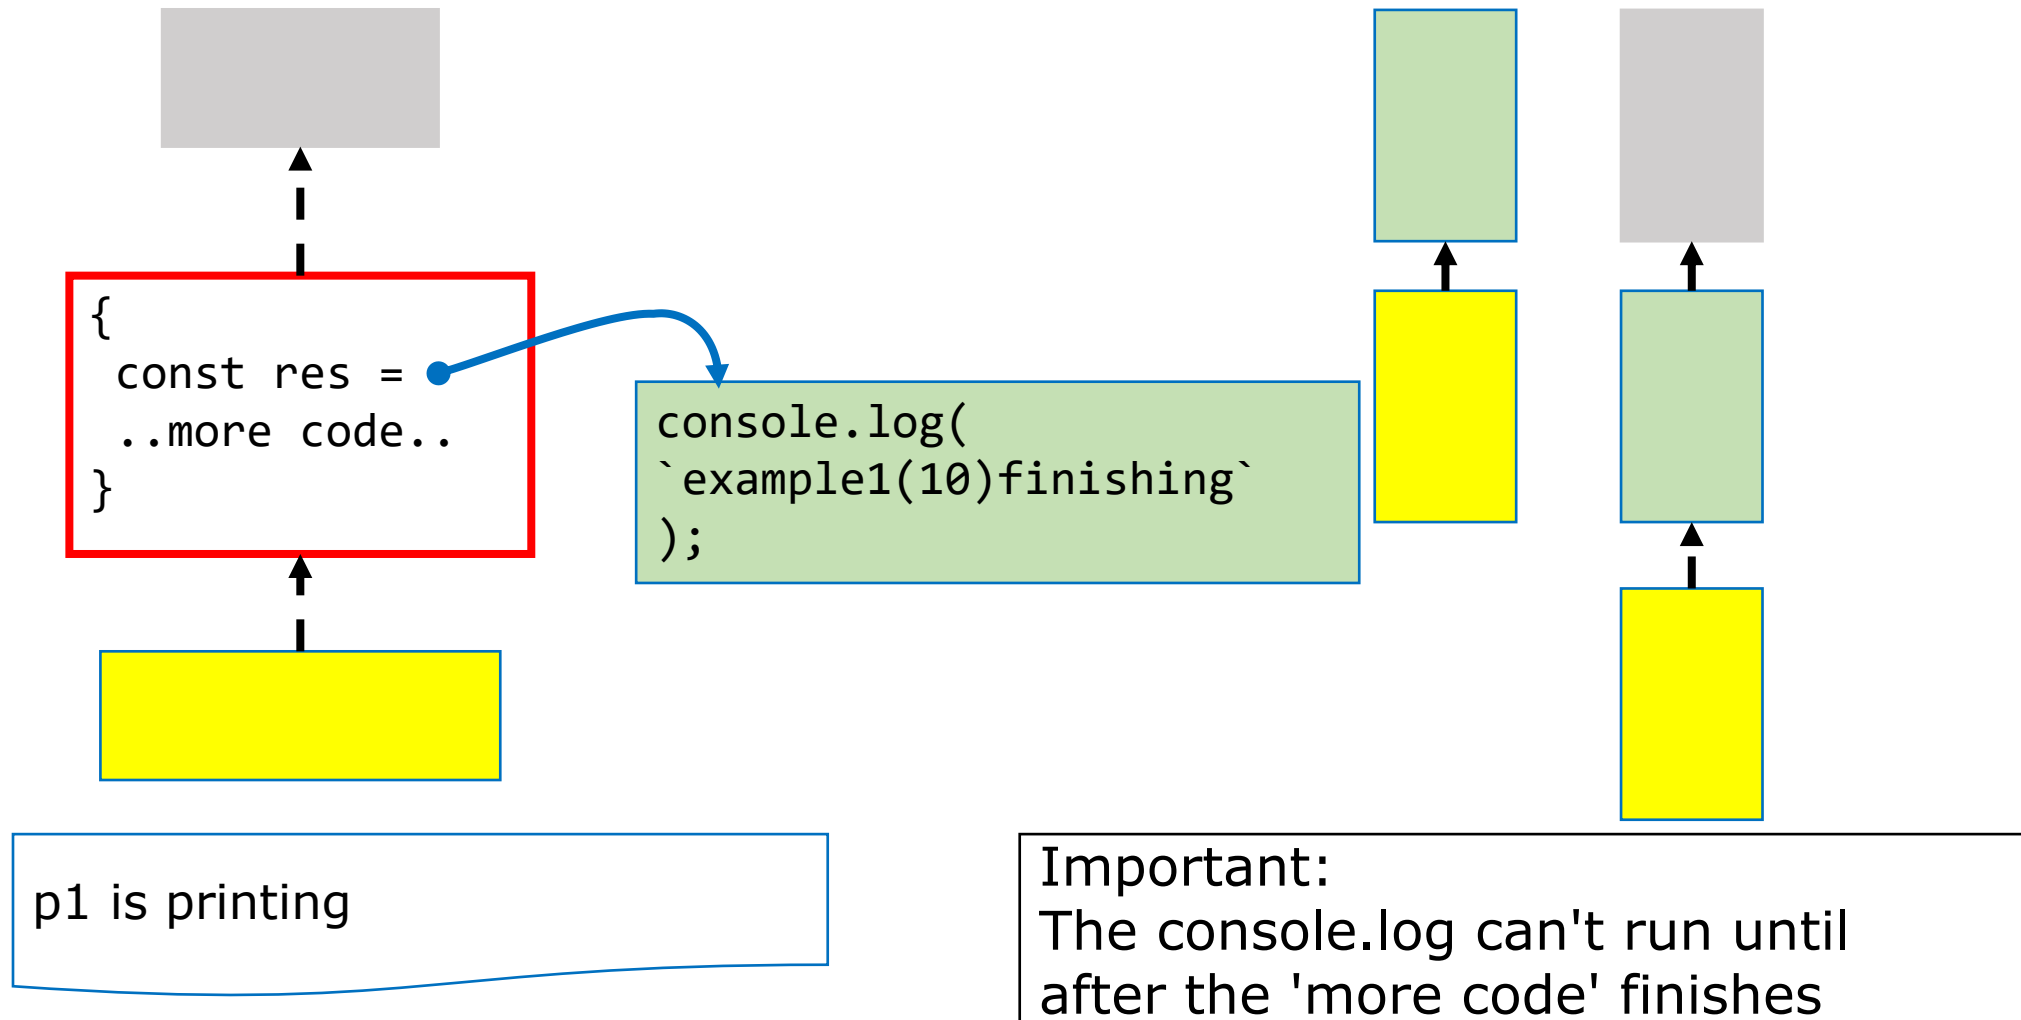 {
const res =
..more code..
}
console.log(
`example1(10)finishing`
);
p1 is printing
Important:
The console.log can't run until
after the 'more code' finishes